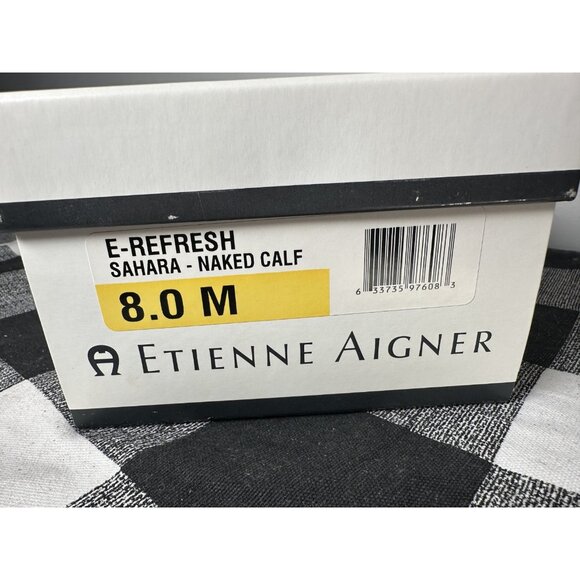 E-REFRESH
SAHARA - NAKED CALF
8.0 M
6 33735 97608 3
ETIENNE AIGNER